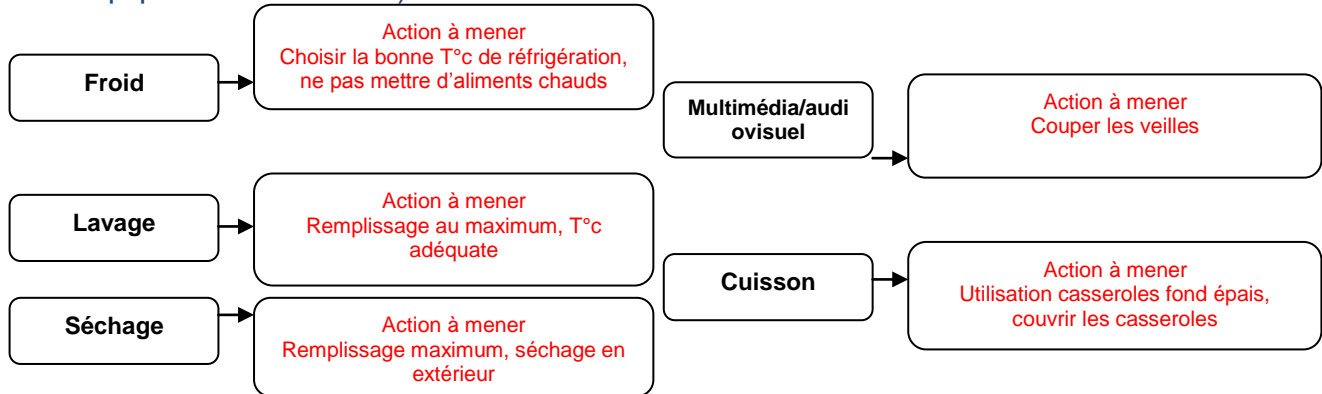 Froid
Action à mener
Choisir la bonne T°c de réfrigération,
ne pas mettre d'aliments chauds
Lavage
Action à mener
Remplissage au maximum, T°c
adéquate
Séchage
Action à mener
Remplissage maximum, séchage en
extérieur
Multimédia/audi
ovisuel
Action à mener
Couper les veilles
Cuisson
Action à mener
Utilisation casseroles fond épais,
couvrir les casseroles